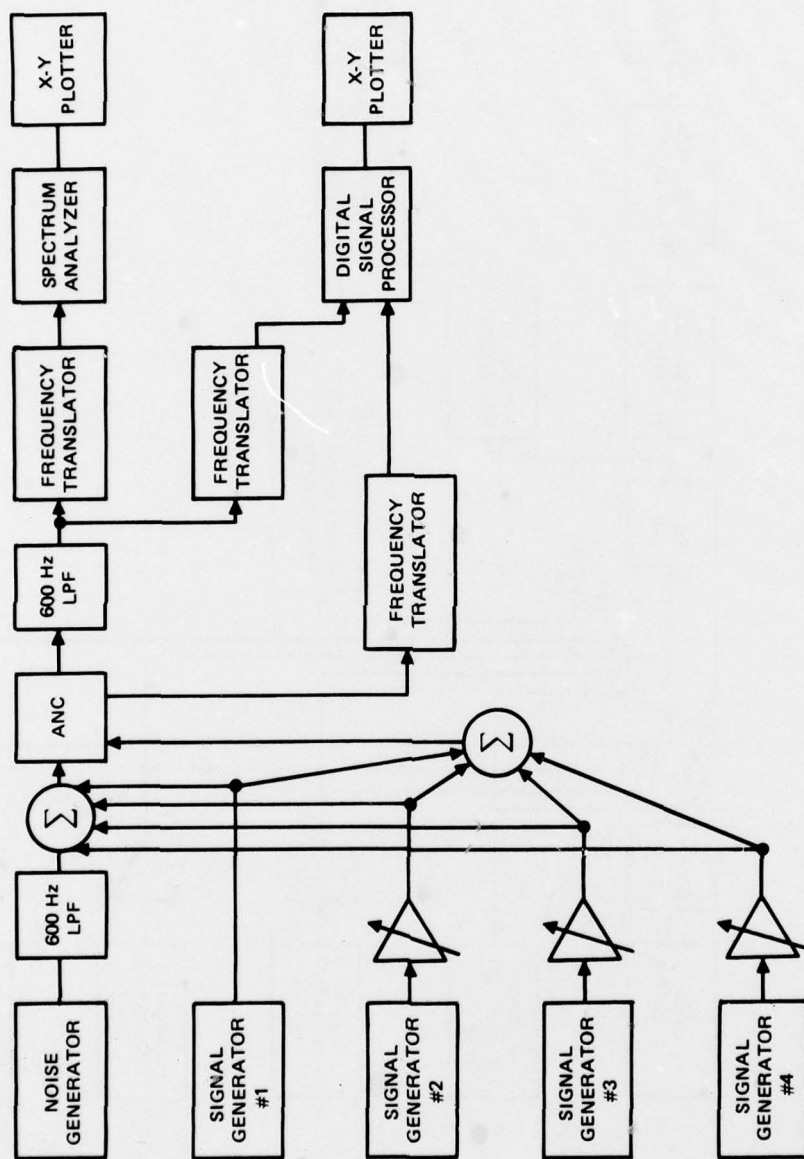 NOISE
GENERATOR
600 Hz
LPF
Σ
ANC
600 Hz
LPF
FREQUENCY
TRANSLATOR
SPECTRUM
ANALYZER
X-Y
PLOTTER
SIGNAL
GENERATOR
#1
FREQUENCY
TRANSLATOR
DIGITAL
SIGNAL
PROCESSOR
X-Y
PLOTTER
SIGNAL
GENERATOR
#2
Σ
FREQUENCY
TRANSLATOR
SIGNAL
GENERATOR
#3
SIGNAL
GENERATOR
#4